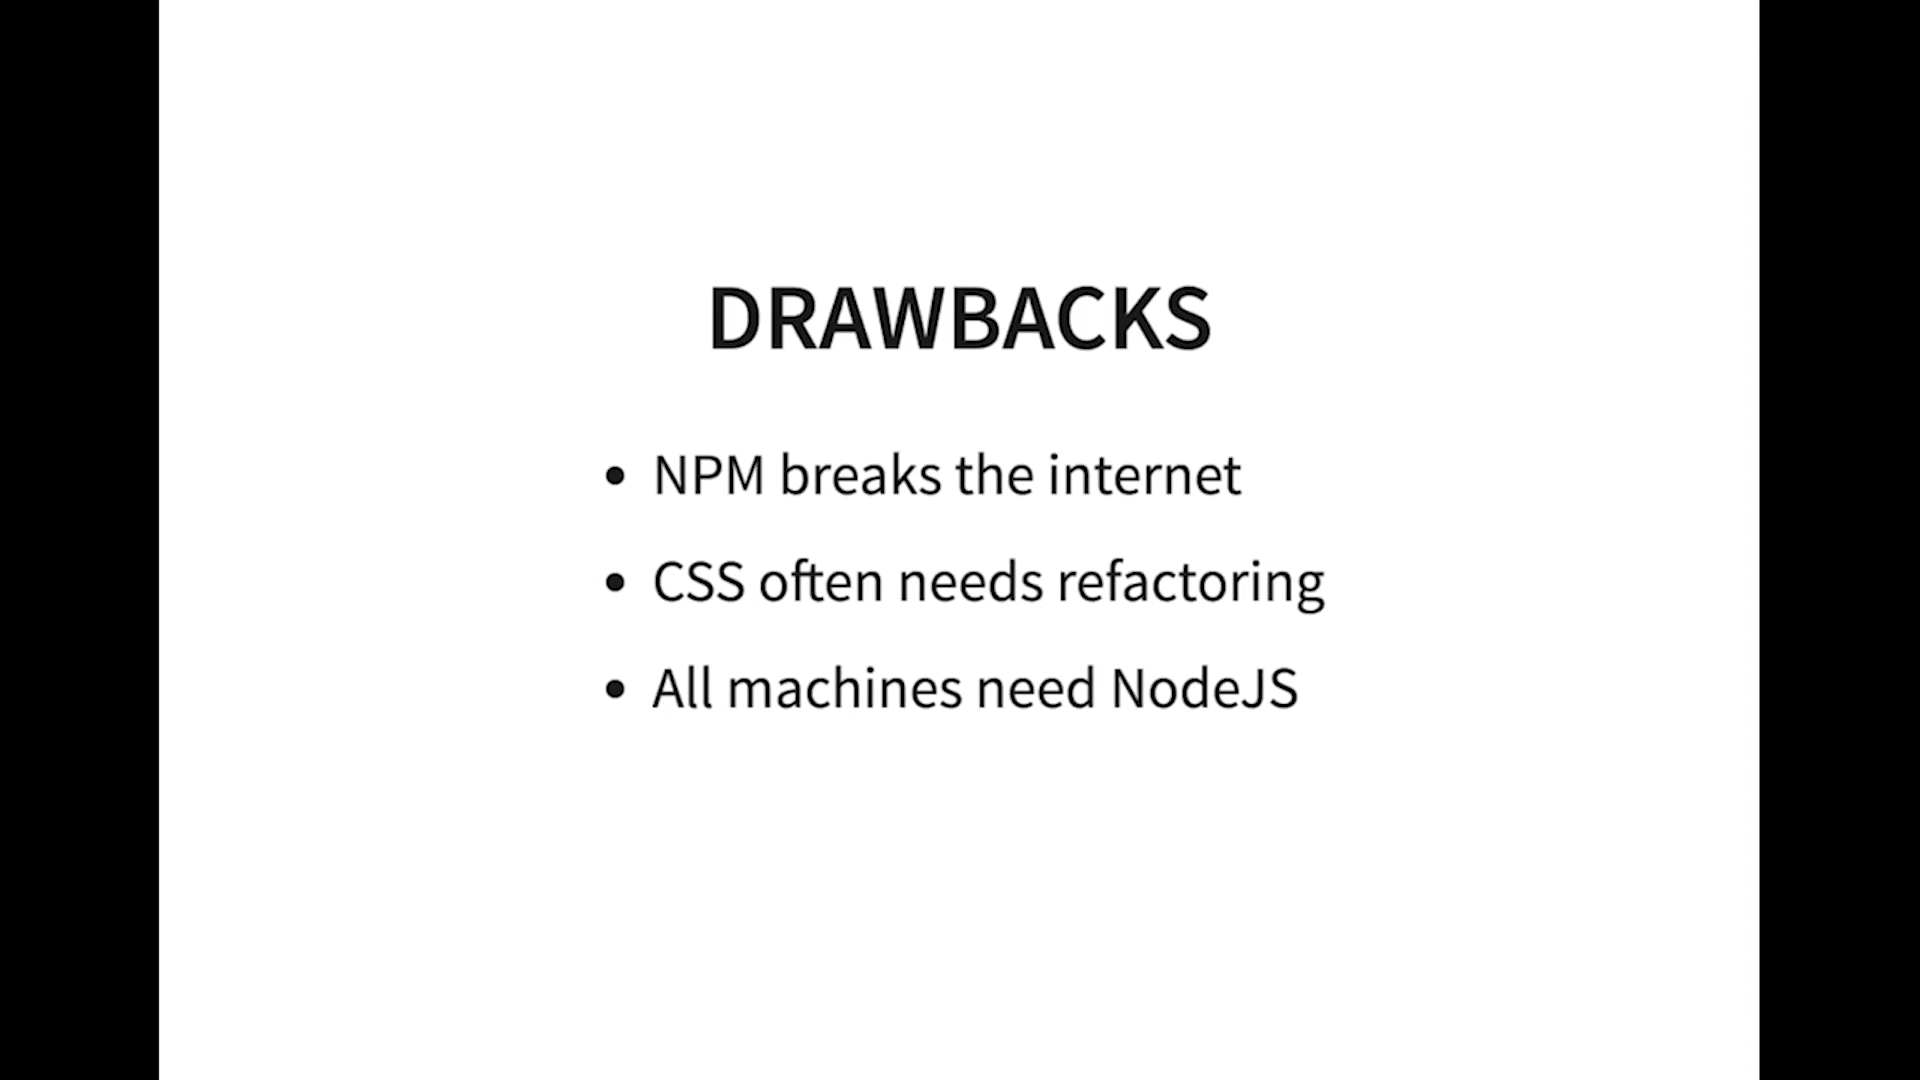 DRAWBACKS
• NPM breaks the internet
• CSS often needs refactoring
• All machines need NodeJS